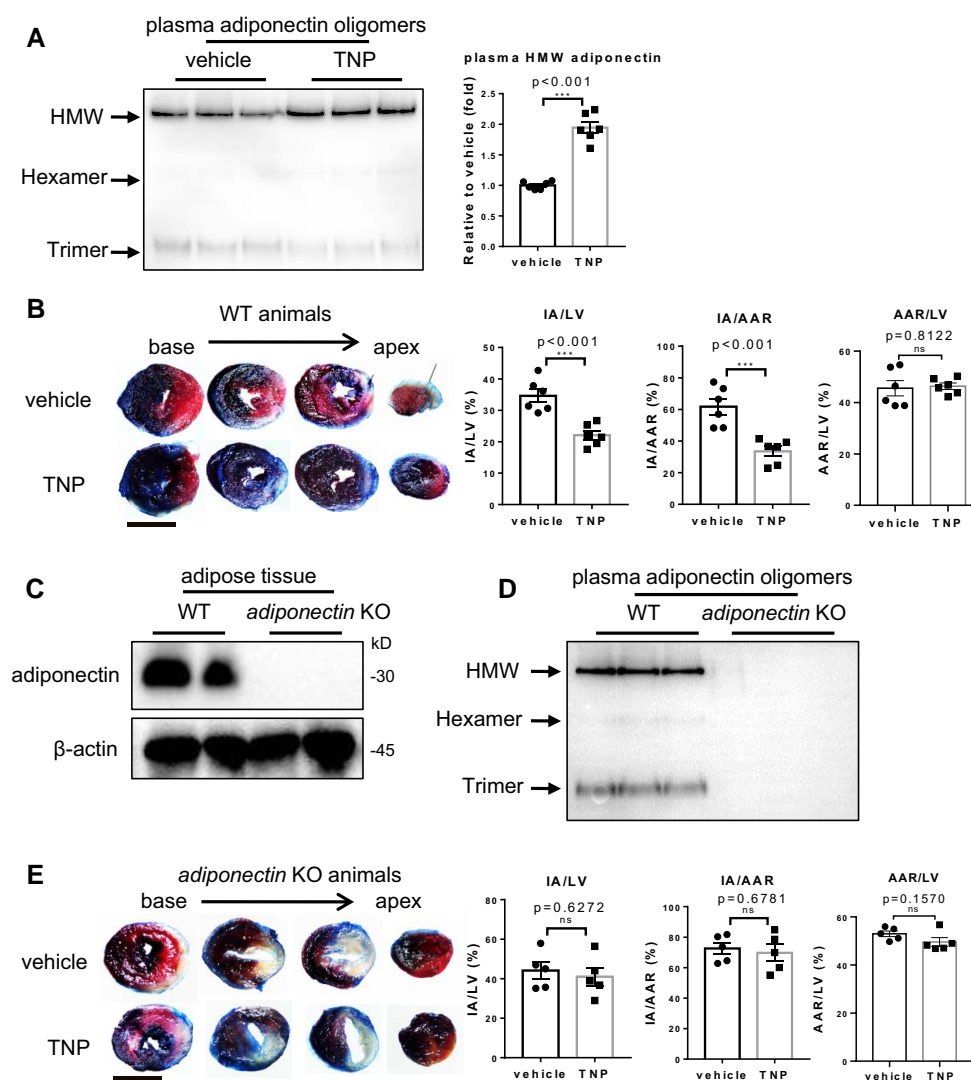 A
plasma adiponectin oligomers
vehicle TNP
HMW
Hexamer
Trimer
plasma HMW adiponectin
p<0.001
***
Relative to vehicle (fold)
2.5
2.0
1.5
1.0
0.5
0.0
vehicle TNP
B
WT animals
base apex
vehicle
TNP
IA/LV
p<0.001
***
IA/LV (%)
50
40
30
20
10
0
vehicle TNP
IA/AAR
p<0.001
***
IA/AAR (%)
100
80
60
40
20
0
vehicle TNP
AAR/LV
p=0.8122
ns
AAR/LV (%)
60
40
20
0
vehicle TNP
C
adipose tissue
WT adiponectin KO
kD
adiponectin
-30
β-actin
-45
D
plasma adiponectin oligomers
WT adiponectin KO
HMW
Hexamer
Trimer
E
adiponectin KO animals
base apex
vehicle
TNP
IA/LV
p=0.6272
ns
IA/LV (%)
80
60
40
20
0
vehicle TNP
IA/AAR
p=0.6781
ns
IA/AAR (%)
100
80
60
40
20
0
vehicle TNP
AAR/LV
p=0.1570
ns
AAR/LV (%)
60
40
20
0
vehicle TNP